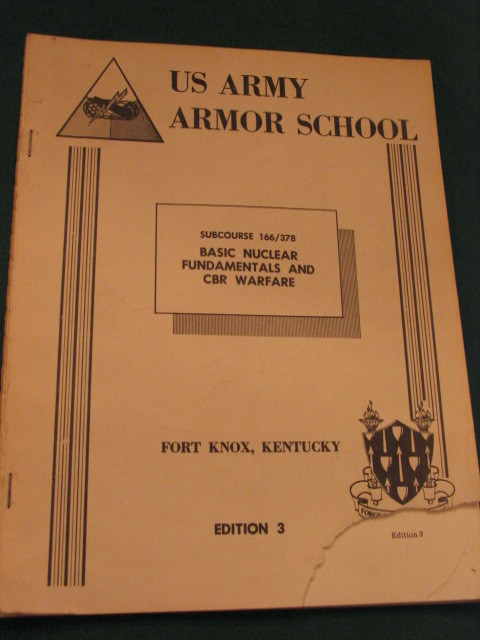 US ARMY
ARMOR SCHOOL
SUBCOURSE 166/378
BASIC NUCLEAR
FUNDAMENTALS AND
CBR WARFARE
FORT KNOX, KENTUCKY
EDITION 3
Edition 3